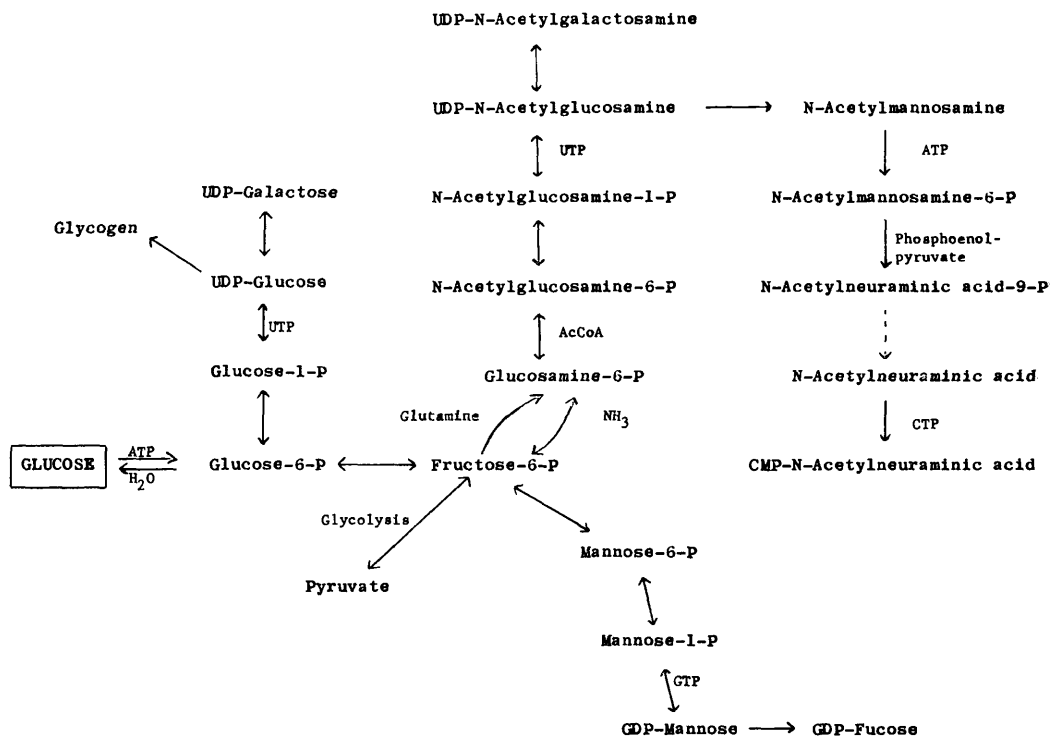 UDP-N-Acetylgalactosamine
UDP-N-Acetylglucosamine
N-Acetylmannosamine
UTP
ATP
UDP-Galactose
N-Acetylglucosamine-1-P
N-Acetylmannosamine-6-P
Glycogen
Phosphoenol-
pyruvate
UDP-Glucose
N-Acetylglucosamine-6-P
N-Acetylneuraminic acid-9-P
UTP
AcCoA
Glucose-1-P
Glucosamine-6-P
N-Acetylneuraminic acid
Glutamine
NH3
CTP
GLUCOSE
ATP
H2O
Glucose-6-P
Fructose-6-P
CMP-N-Acetylneuraminic acid
Glycolysis
Mannose-6-P
Pyruvate
Mannose-1-P
GTP
GDP-Mannose
GDP-Fucose